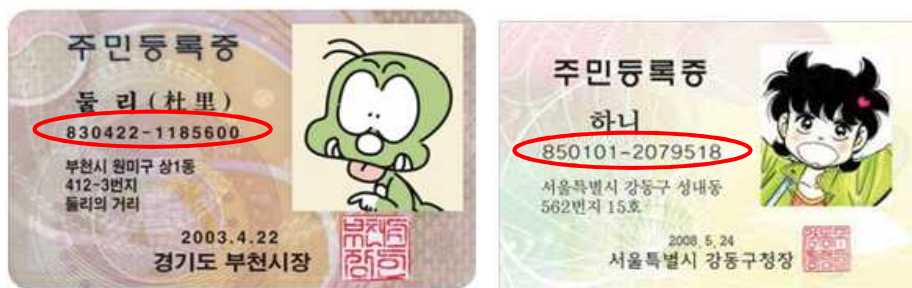 주민등록증
둘 리 (杜 里)
830422-1185600
부천시 원미구 상1동
412-3번지
둘리의 거리
2003.4.22
경기도 부천시장
주민등록증
하니
850101-2079518
서울특별시 강동구 성내동
562번지 15호
2008. 5. 24
서울특별시 강동구청장